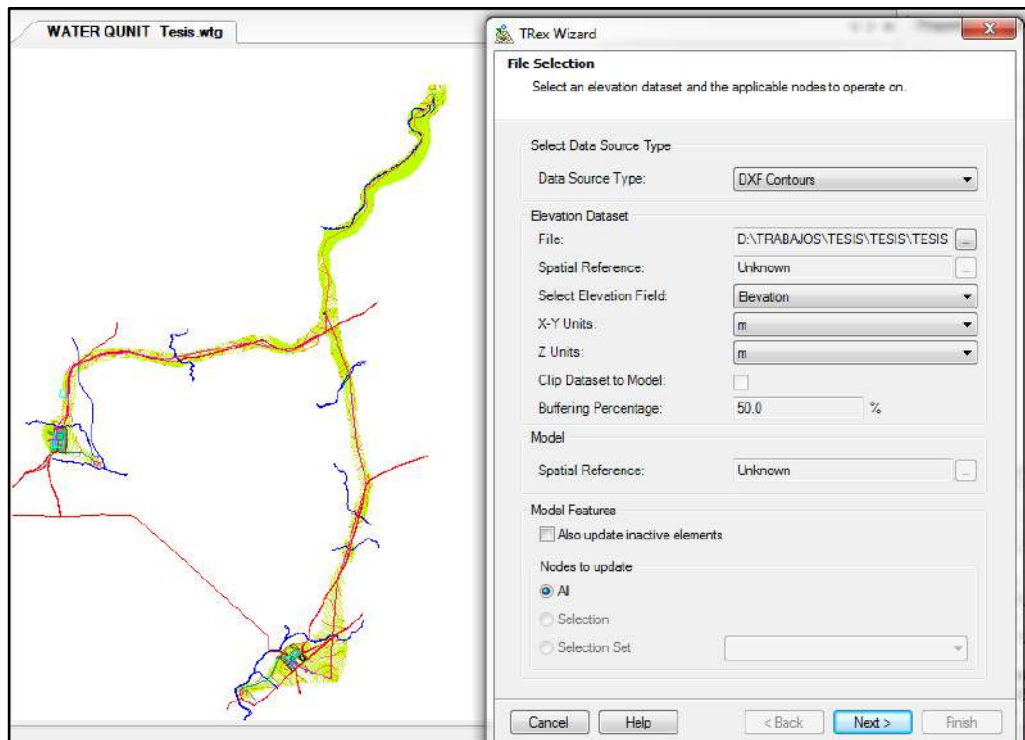 WATER QUNIT Tesis.wtg
TRex Wizard
File Selection
Select an elevation dataset and the applicable nodes to operate on.
Select Data Source Type
Data Source Type: DXF Contours
Elevation Dataset
File: D:\TRABAJOS\TESIS\TESIS\TESIS ...
Spatial Reference: Unknown ...
Select Elevation Field: Elevation
X-Y Units: m
Z Units: m
Clip Dataset to Model:
Buffering Percentage: 50.0 %
Model
Spatial Reference: Unknown ...
Model Features
Also update inactive elements
Nodes to update
All
Selection
Selection Set
Cancel Help < Back Next > Finish